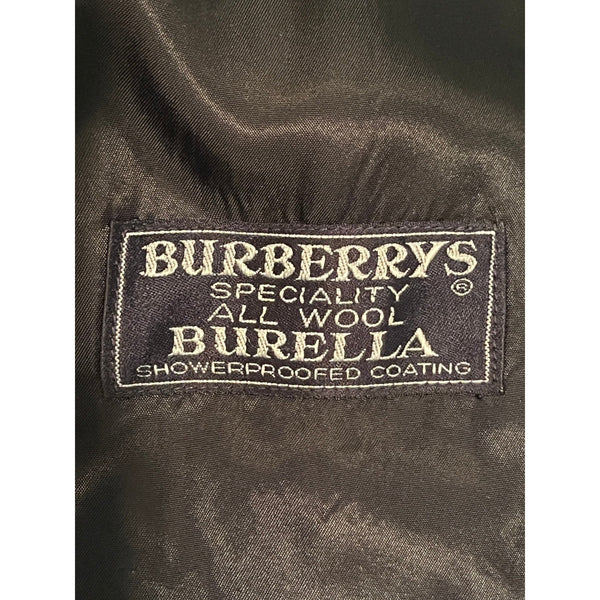 BURBERRYS
SPECIALITY ®
ALL WOOL
BURELLA
SHOWERPROOFED COATING